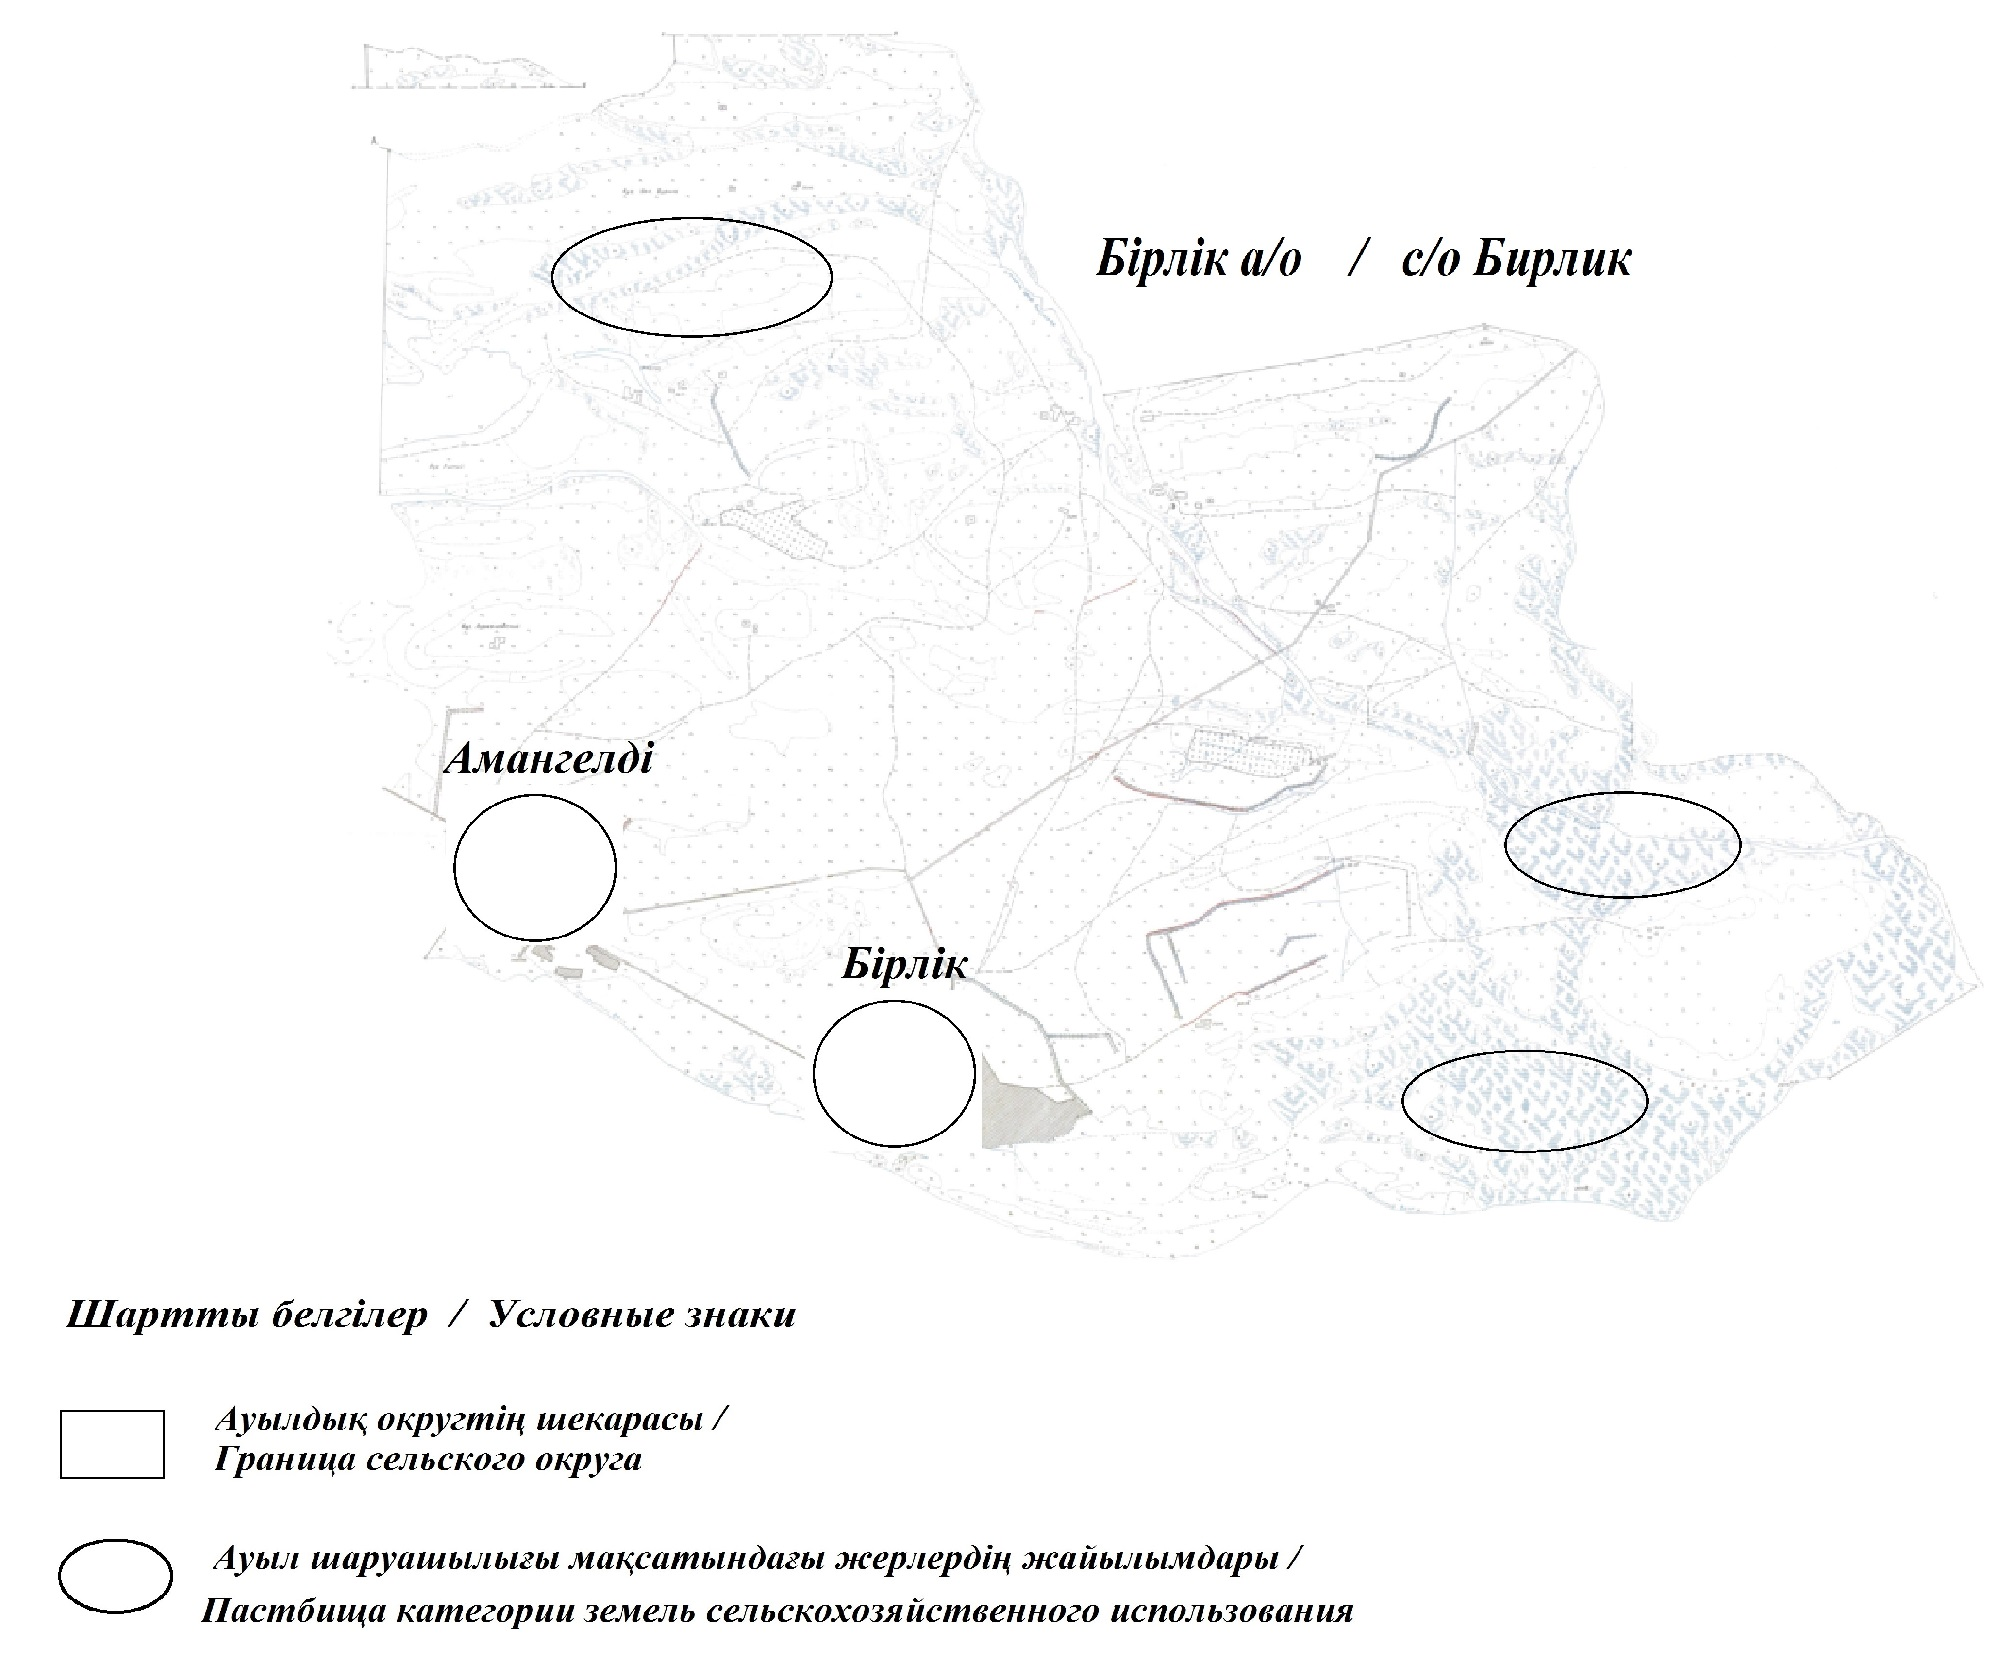 Бірлік а/о / с/о Бирлик
Амангелді
Бірлік
Шартты белгілер / Условные знаки
Ауылдық округтің шекарасы /
Граница сельского округа
Ауыл шаруашылығы мақсатындағы жерлердің жайылымдары /
Пастбища категории земель сельскохозяйственного использования